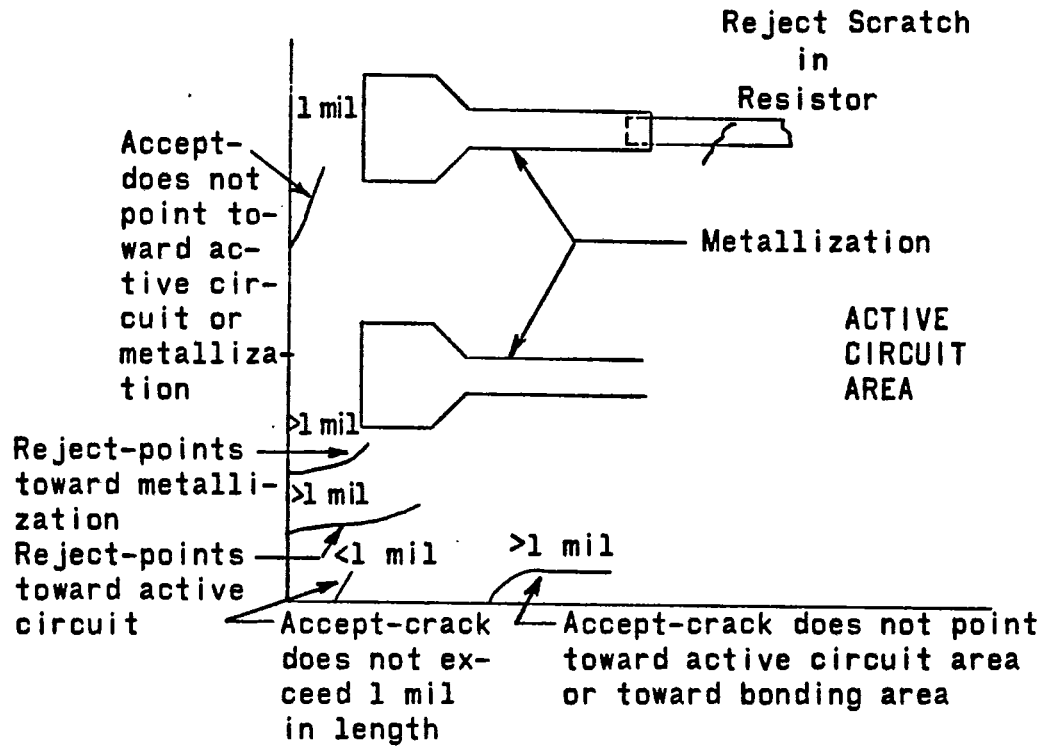 Reject Scratch
in
Resistor
1 mil
Accept-
does not
point to-
ward ac-
tive cir-
cuit or
metalliza-
tion
Metallization
ACTIVE
CIRCUIT
AREA
>1 mil
Reject-points
toward metalli-
zation
>1 mil
Reject-points
toward active
circuit
<1 mil
>1 mil
Accept-crack
does not ex-
ceed 1 mil
in length
Accept-crack does not point
toward active circuit area
or toward bonding area